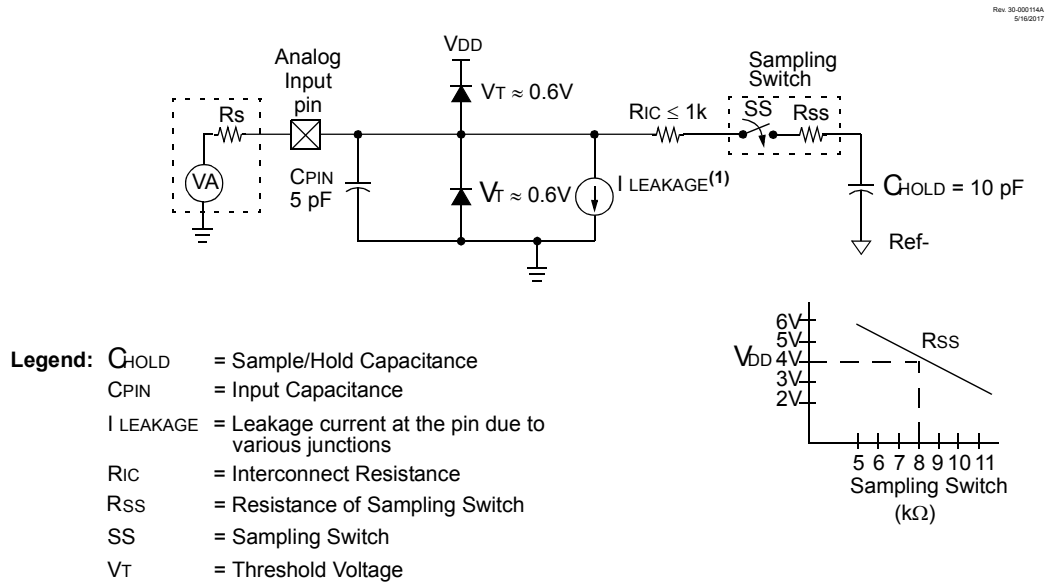 Rev. 30-000114A
5/16/2017
VDD
Analog
Input
pin
Sampling
Switch
VT ≈ 0.6V
Rs
RIC ≤ 1k
SS
Rss
VA
CPIN
5 pF
VT ≈ 0.6V
I LEAKAGE(1)
CHOLD = 10 pF
Ref-
6V
5V
VDD 4V
3V
2V
Rss
5 6 7 8 9 10 11
Sampling Switch
(kΩ)
Legend: CHOLD = Sample/Hold Capacitance
CPIN = Input Capacitance
I LEAKAGE = Leakage current at the pin due to
various junctions
RIC = Interconnect Resistance
Rss = Resistance of Sampling Switch
SS = Sampling Switch
VT = Threshold Voltage